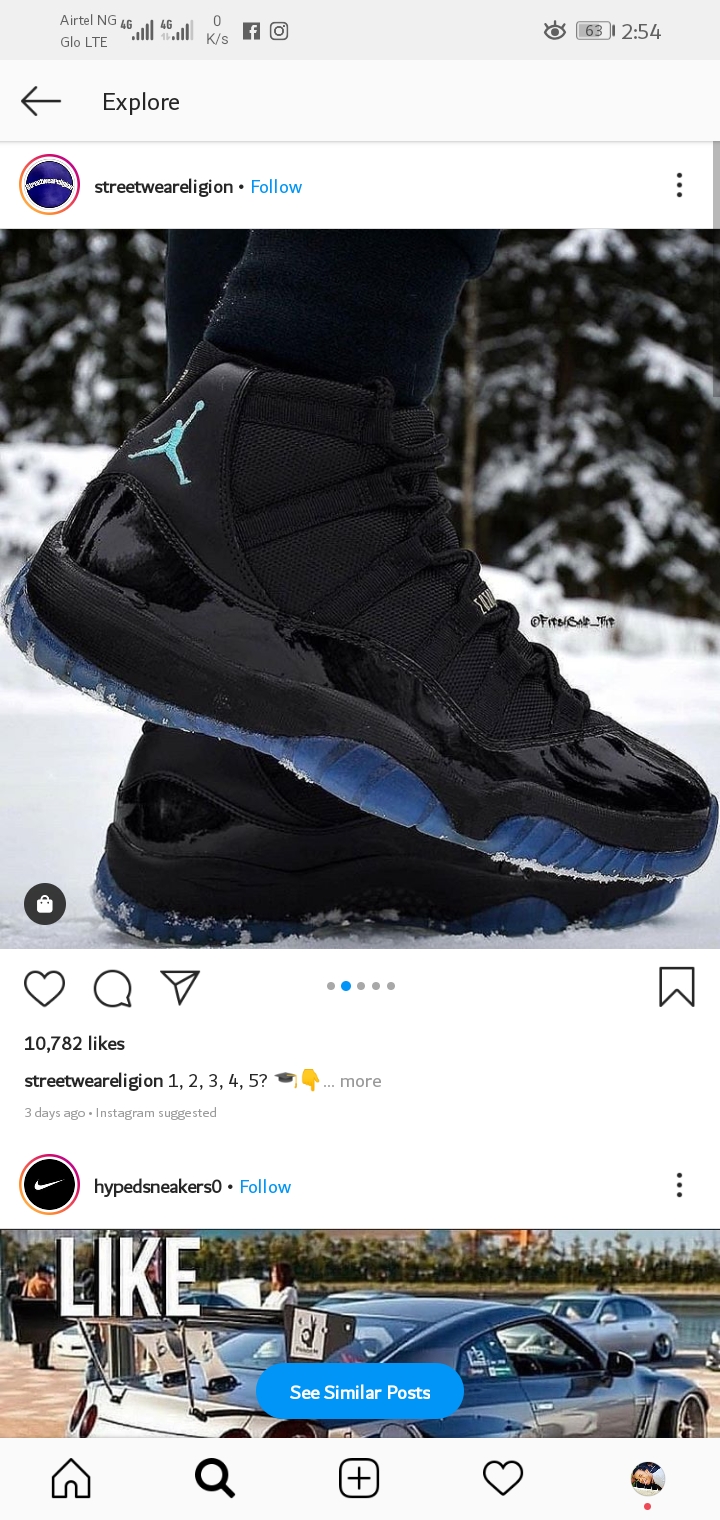 Airtel NG 4G 4G 0 63 2:54
Glo LTE K/s
Explore
streetweareligion • Follow
10,782 likes
streetweareligion 1, 2, 3, 4, 5? 🎓👇... more
3 days ago • Instagram suggested
hypedsneakers0 • Follow
LIKE
See Similar Posts